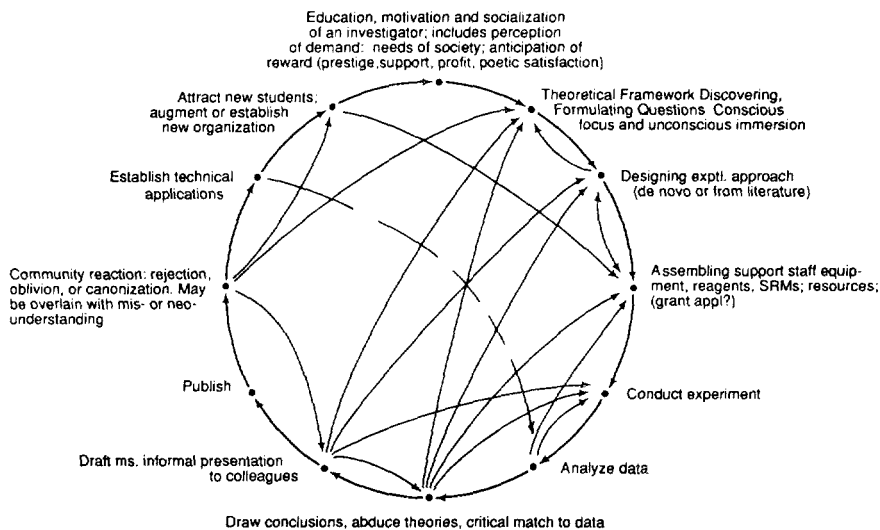 Education, motivation and socialization
of an investigator; includes perception
of demand: needs of society; anticipation of
reward (prestige,support, profit, poetic satisfaction)
Theoretical Framework Discovering,
Formulating Questions Conscious
focus and unconscious immersion
Designing exptl. approach
(de novo or from literature)
Assembling support staff equip-
ment, reagents, SRMs; resources;
(grant appl?)
Conduct experiment
Analyze data
Draw conclusions, abduce theories, critical match to data
Draft ms. informal presentation
to colleagues
Publish
Community reaction: rejection,
oblivion, or canonization. May
be overlain with mis- or neo-
understanding
Establish technical
applications
Attract new students;
augment or establish
new organization